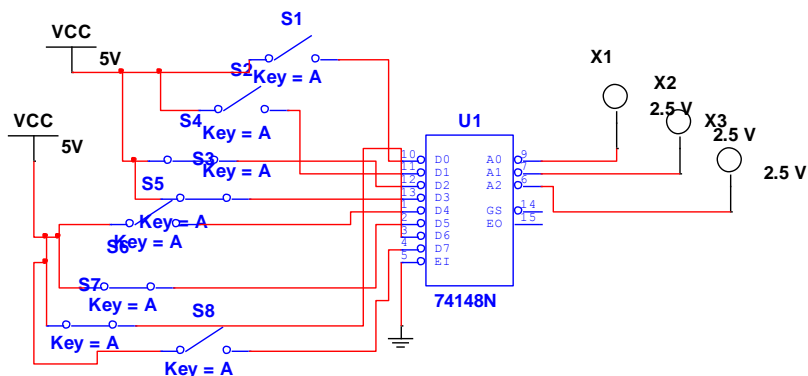 S1
VCC
5V
S2
Key = A
X1
X2
2.5 V
S4
Key = A
U1
X3
2.5 V
VCC
5V
S3
Key = A
2.5 V
S5
Key = A
S6
Key = A
S7
Key = A
S8
Key = A
Key = A
10 D0 A0 9
11 D1 A1 7
12 D2 A2 6
13 D3
1 D4 GS 14
2 D5 EO 15
3 D6
4 D7
5 EI
74148N